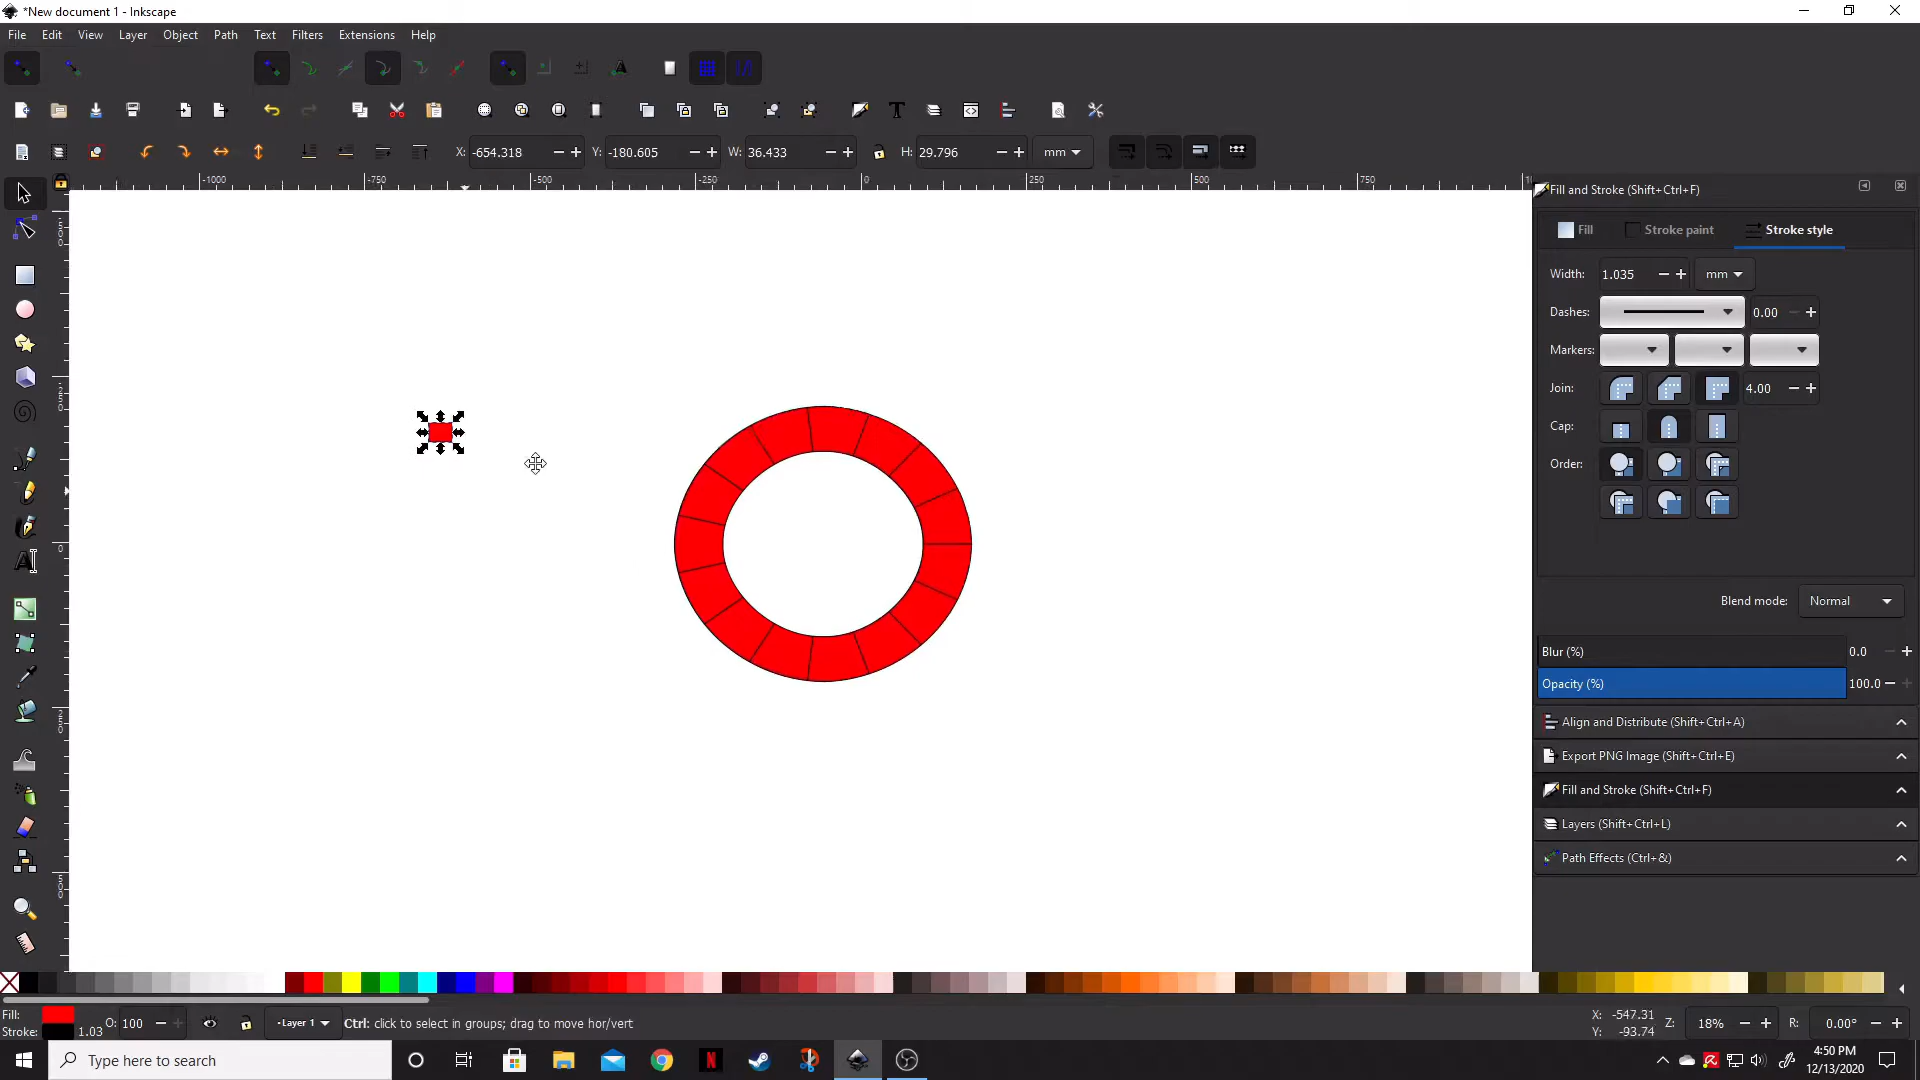 *New document 1 - Inkscape
File Edit View Layer Object Path Text Filters Extensions Help
X: -654.318 Y: -180.605 W: 36.433 H: 29.796 mm
-1000 -750 -500 -250 0 250 500 750
Fill and Stroke (Shift+Ctrl+F)
Fill Stroke paint Stroke style
Width: 1.035 mm
Dashes: 0.00
Markers:
Join: 4.00
Cap:
Order:
Blend mode: Normal
Blur (%) 0.0
Opacity (%) 100.0
Align and Distribute (Shift+Ctrl+A)
Export PNG Image (Shift+Ctrl+E)
Fill and Stroke (Shift+Ctrl+F)
Layers (Shift+Ctrl+L)
Path Effects (Ctrl+&)
Fill:
Stroke: 1.03 O: 100 Layer 1 Ctrl: click to select in groups; drag to move hor/vert
X: -547.31
Y: -93.74
Z: 18% R: 0.00°
Type here to search
4:50 PM
12/13/2020